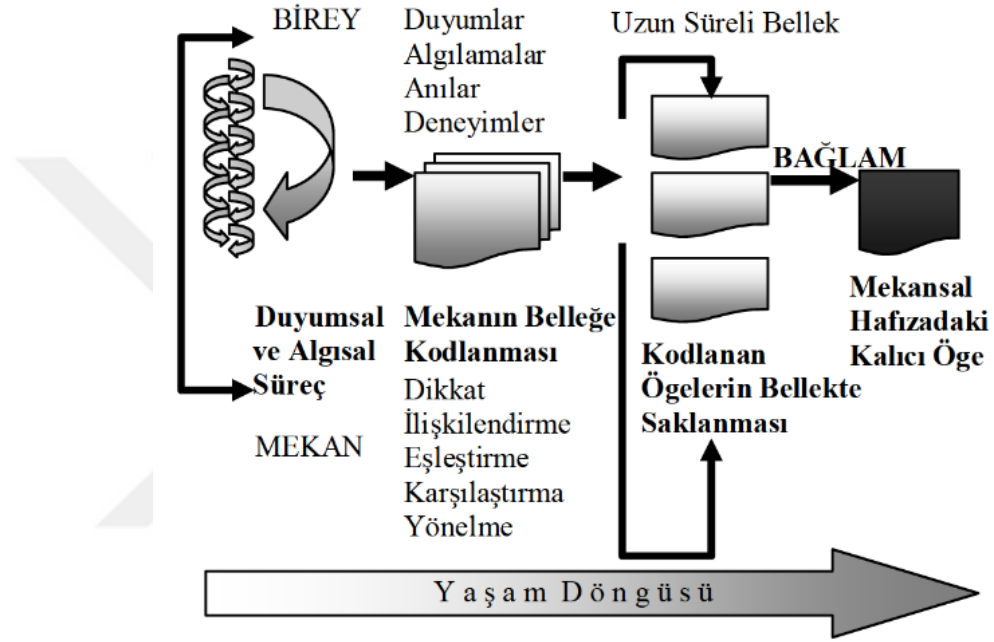 BİREY
Duyumlar
Algılamalar
Anılar
Deneyimler
Uzun Süreli Bellek
BAĞLAM
Duyumsal
ve Algısal
Süreç
MEKAN
Mekanın Belleğe
Kodlanması
Dikkat
İlişkilendirme
Eşleştirme
Karşılaştırma
Yönelme
Kodlanan
Ögelerin Bellekte
Saklanması
Mekansal
Hafızadaki
Kalıcı Öge
Yaşam Döngüsü